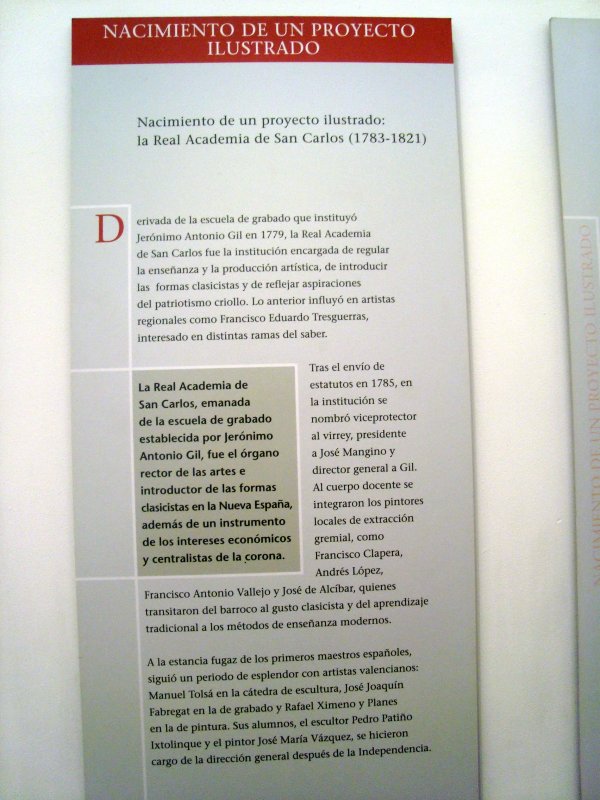 NACIMIENTO DE UN PROYECTO
ILUSTRADO
Nacimiento de un proyecto ilustrado:
la Real Academia de San Carlos (1783-1821)
Derivada de la escuela de grabado que instituyó
Jerónimo Antonio Gil en 1779, la Real Academia
de San Carlos fue la institución encargada de regular
la enseñanza y la producción artística, de introducir
las formas clasicistas y de reflejar aspiraciones
del patriotismo criollo. Lo anterior influyó en artistas
regionales como Francisco Eduardo Tresguerras,
interesado en distintas ramas del saber.
La Real Academia de
San Carlos, emanada
de la escuela de grabado
establecida por Jerónimo
Antonio Gil, fue el órgano
rector de las artes e
introductor de las formas
clasicistas en la Nueva España,
además de un instrumento
de los intereses económicos
y centralistas de la corona.
Tras el envío de
estatutos en 1785, en
la institución se
nombró viceprotector
al virrey, presidente
a José Mangino y
director general a Gil.
Al cuerpo docente se
integraron los pintores
locales de extracción
gremial, como
Francisco Clapera,
Andrés López,
Francisco Antonio Vallejo y José de Alcíbar, quienes
transitaron del barroco al gusto clasicista y del aprendizaje
tradicional a los métodos de enseñanza modernos.
A la estancia fugaz de los primeros maestros españoles,
siguió un periodo de esplendor con artistas valencianos:
Manuel Tolsá en la cátedra de escultura, José Joaquín
Fabregat en la de grabado y Rafael Ximeno y Planes
en la de pintura. Sus alumnos, el escultor Pedro Patiño
Ixtolinque y el pintor José María Vázquez, se hicieron
cargo de la dirección general después de la Independencia.
NACIMIENTO DE UN PROYECTO ILUSTRADO